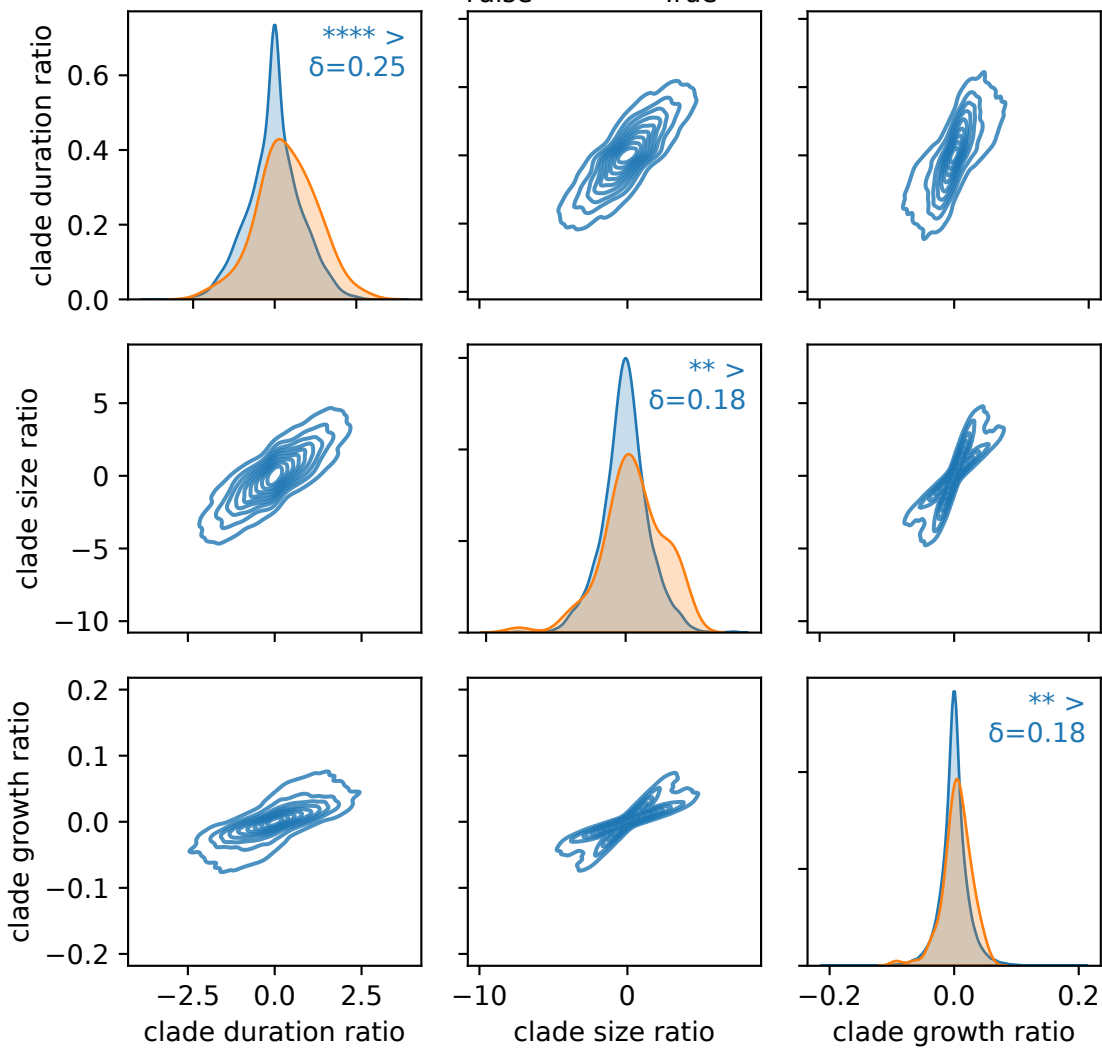 clade duration ratio
0.6
0.4
0.2
0.0
**** >
δ=0.25
clade size ratio
5
0
−5
−10
** >
δ=0.18
clade growth ratio
0.2
0.1
0.0
−0.1
−0.2
** >
δ=0.18
−2.5 0.0 2.5
clade duration ratio
−10 0
clade size ratio
−0.2 0.0 0.2
clade growth ratio